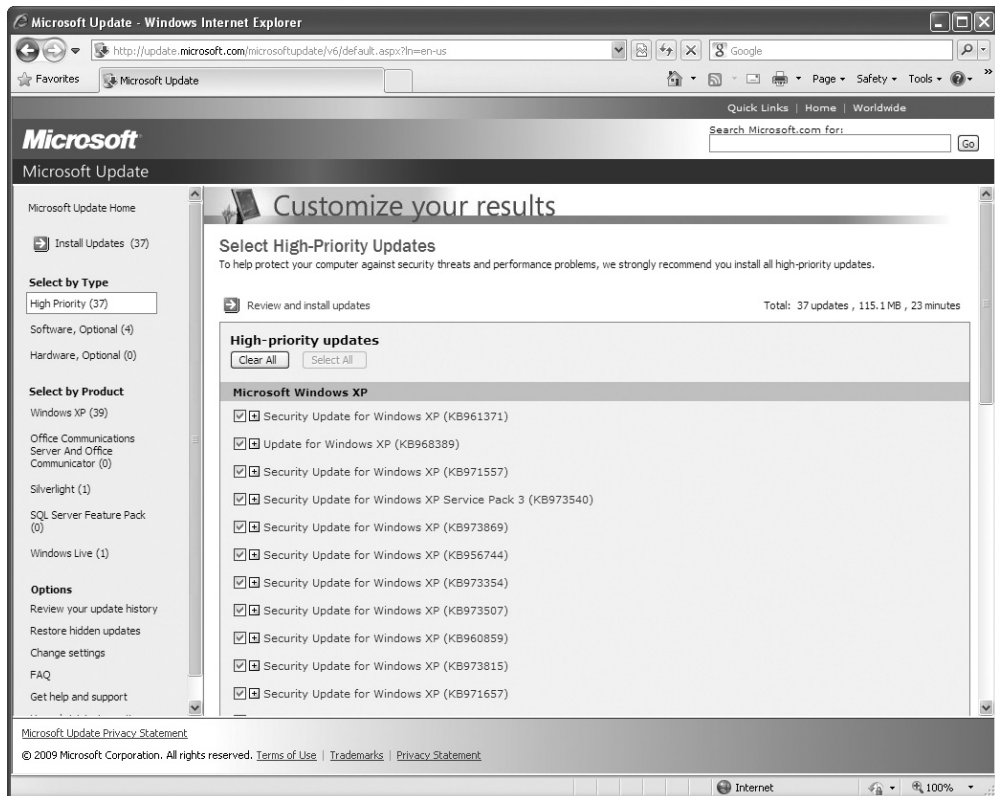 Microsoft Update - Windows Internet Explorer
http://update.microsoft.com/microsoftupdate/v6/default.aspx?ln=en-us
Google
Favorites
Microsoft Update
Page
Safety
Tools
Quick Links | Home | Worldwide
Microsoft
Search Microsoft.com for:
Go
Microsoft Update
Microsoft Update Home
Install Updates (37)
Select by Type
High Priority (37)
Software, Optional (4)
Hardware, Optional (0)
Select by Product
Windows XP (39)
Office Communications
Server And Office
Communicator (0)
Silverlight (1)
SQL Server Feature Pack
(0)
Windows Live (1)
Options
Review your update history
Restore hidden updates
Change settings
FAQ
Get help and support
Customize your results
Select High-Priority Updates
To help protect your computer against security threats and performance problems, we strongly recommend you install all high-priority updates.
Review and install updates
Total: 37 updates , 115.1 MB , 23 minutes
High-priority updates
Clear All
Select All
Microsoft Windows XP
Security Update for Windows XP (KB961371)
Update for Windows XP (KB968389)
Security Update for Windows XP (KB971557)
Security Update for Windows XP Service Pack 3 (KB973540)
Security Update for Windows XP (KB973869)
Security Update for Windows XP (KB956744)
Security Update for Windows XP (KB973354)
Security Update for Windows XP (KB973507)
Security Update for Windows XP (KB960859)
Security Update for Windows XP (KB973815)
Security Update for Windows XP (KB971657)
Microsoft Update Privacy Statement
© 2009 Microsoft Corporation. All rights reserved. Terms of Use | Trademarks | Privacy Statement
Internet
100%